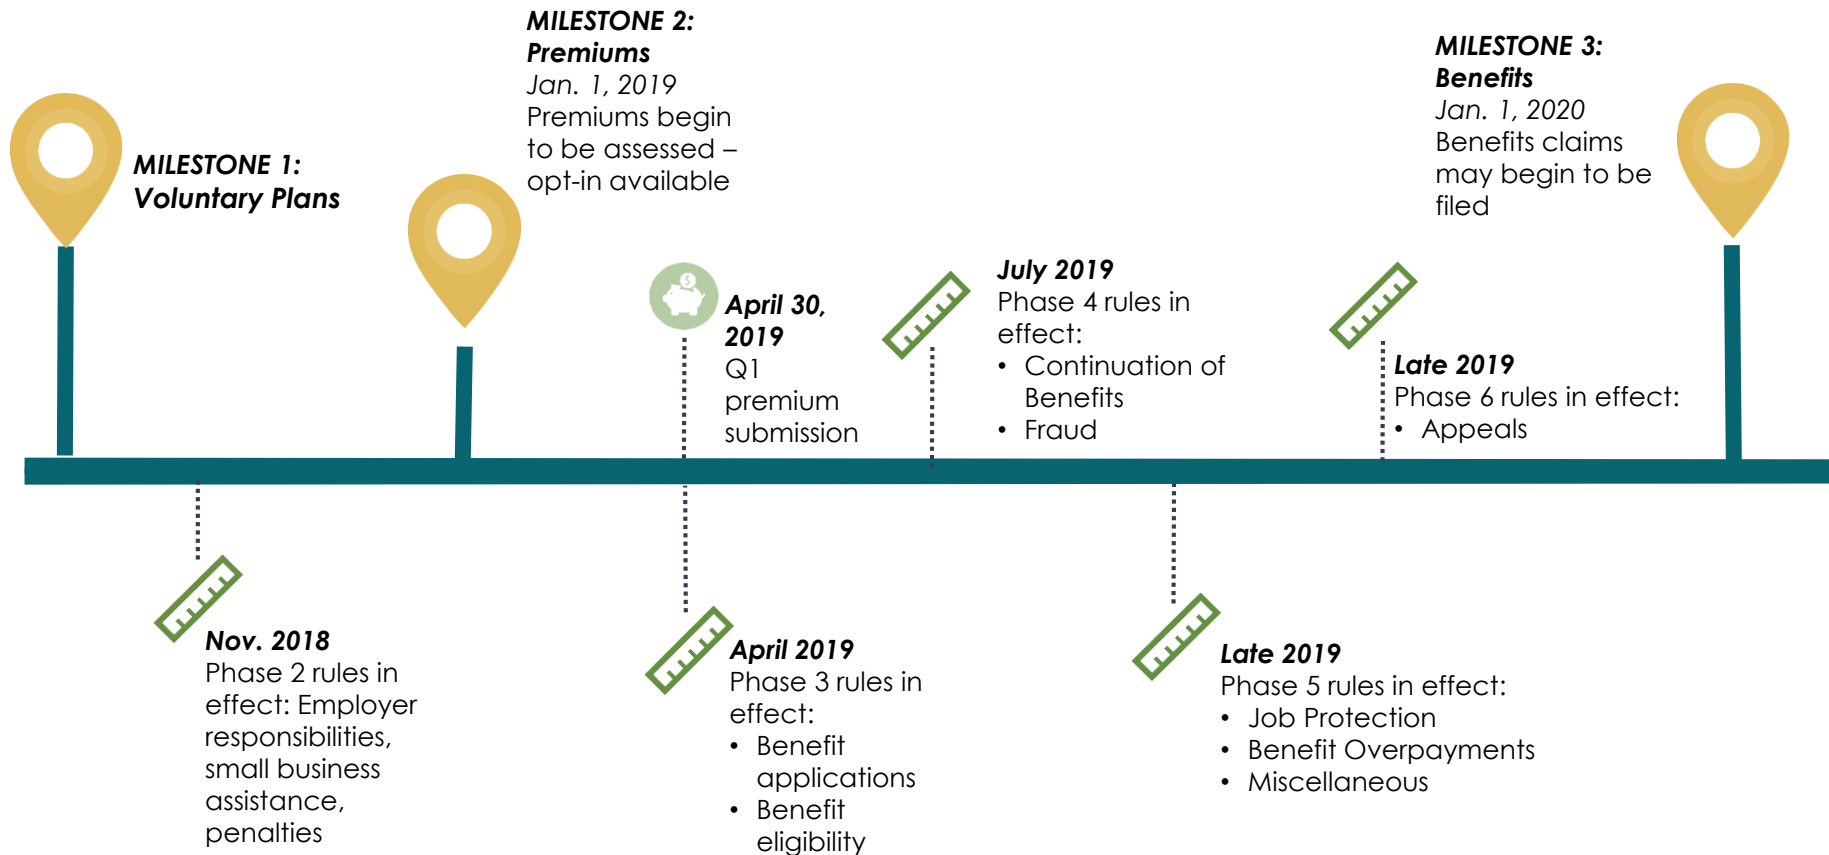 MILESTONE 1:
Voluntary Plans
MILESTONE 2:
Premiums
Jan. 1, 2019
Premiums begin
to be assessed –
opt-in available
April 30,
2019
Q1
premium
submission
July 2019
Phase 4 rules in
effect:
• Continuation of
Benefits
• Fraud
MILESTONE 3:
Benefits
Jan. 1, 2020
Benefits claims
may begin to be
filed
Late 2019
Phase 6 rules in effect:
• Appeals
Nov. 2018
Phase 2 rules in
effect: Employer
responsibilities,
small business
assistance,
penalties
April 2019
Phase 3 rules in
effect:
• Benefit
applications
• Benefit
eligibility
Late 2019
Phase 5 rules in effect:
• Job Protection
• Benefit Overpayments
• Miscellaneous